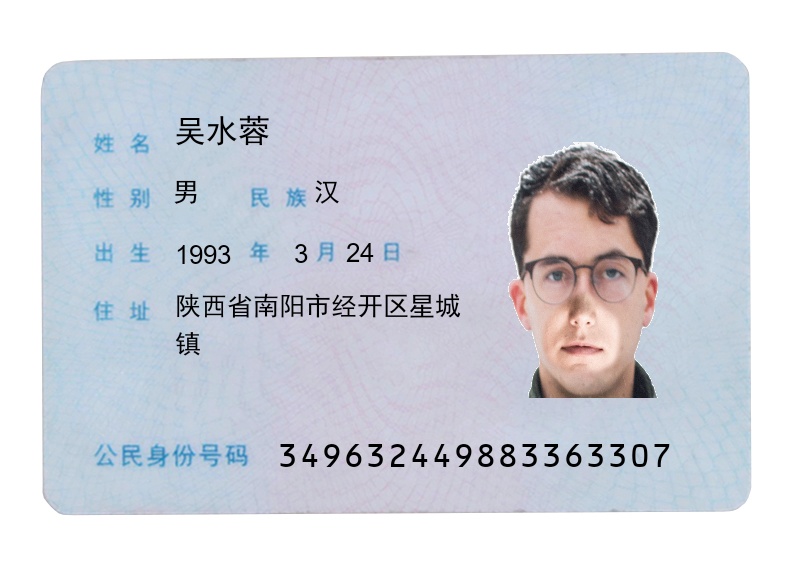 姓名 吴水蓉
性别 男 民族 汉
出生 1993 年 3 月 24 日
住址 陕西省南阳市经开区星城
镇
公民身份号码 349632449883363307